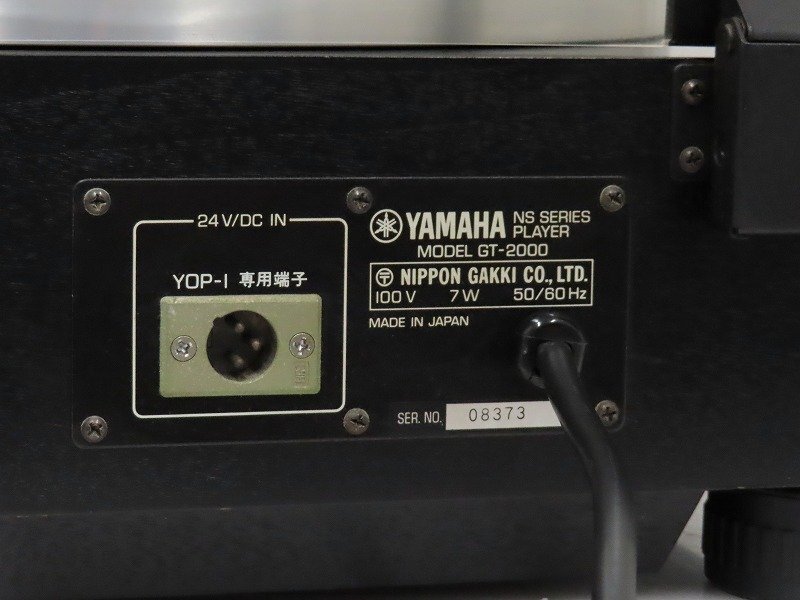 24V/DC IN
YOP-1 専用端子
YAMAHA NS SERIES PLAYER
MODEL GT-2000
〒 NIPPON GAKKI CO., LTD.
100V 7W 50/60Hz
MADE IN JAPAN
SER. NO. 08373